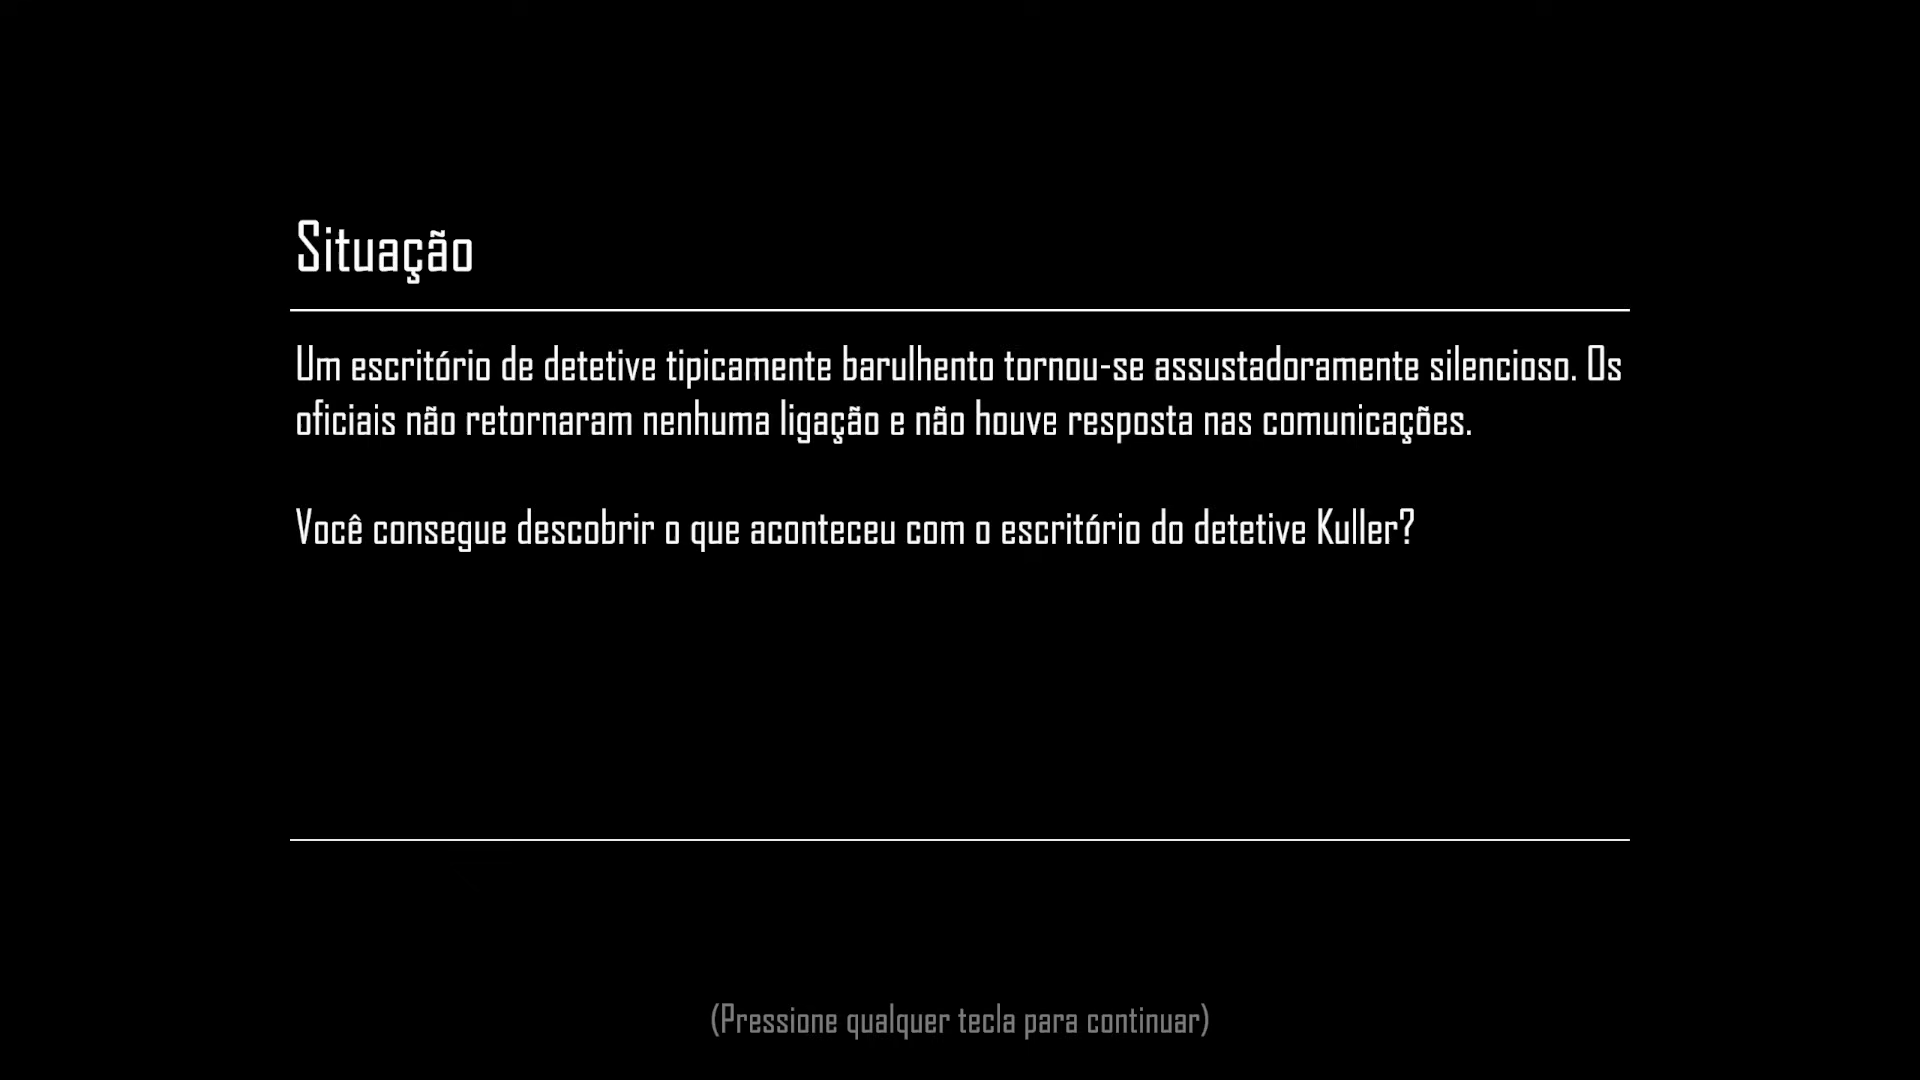 Situação
Um escritório de detetive tipicamente barulhento tornou-se assustadoramente silencioso. Os
oficiais não retornaram nenhuma ligação e não houve resposta nas comunicações.
Você consegue descobrir o que aconteceu com o escritório do detetive Kuller?
(Pressione qualquer tecla para continuar)